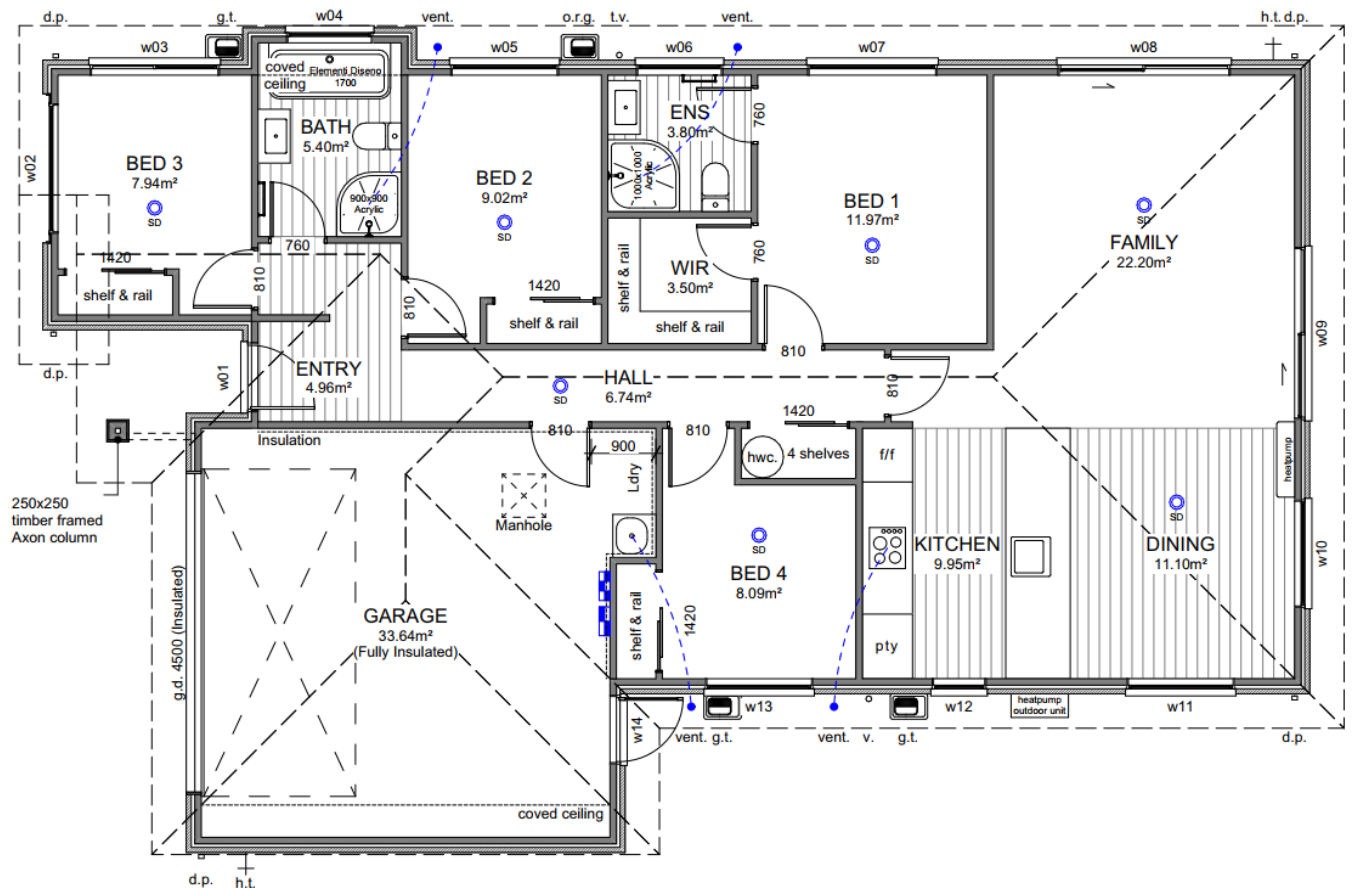 d.p.
g.t.
w04
vent.
o.r.g.
t.v.
vent.
h.t.
d.p.
w03
w05
w06
w07
w08
coved
ceiling
Elementi Diseno
1700
BATH
5.40m²
ENS
3.80m²
760
w02
BED 3
7.94m²
SD
900x900
Acrylic
BED 2
9.02m²
SD
1000x1000
Acrylic
BED 1
11.97m²
SD
SD
FAMILY
22.20m²
760
760
1420
810
shelf & rail
810
1420
shelf & rail
shelf & rail
WIR
3.50m²
shelf & rail
810
w09
d.p.
w01
ENTRY
4.96m²
HALL
6.74m²
SD
810
Insulation
810
900
810
1420
hwc.
4 shelves
f/f
heatpump
Ldry
250x250
timber framed
Axon column
Manhole
SD
SD
BED 4
8.09m²
KITCHEN
9.95m²
DINING
11.10m²
w10
g.d. 4500 (Insulated)
GARAGE
33.64m²
(Fully Insulated)
shelf & rail
1420
pty
w14
w13
w12
heatpump
outdoor unit
w11
vent.
g.t.
vent.
v.
g.t.
d.p.
coved ceiling
d.p.
h.t.